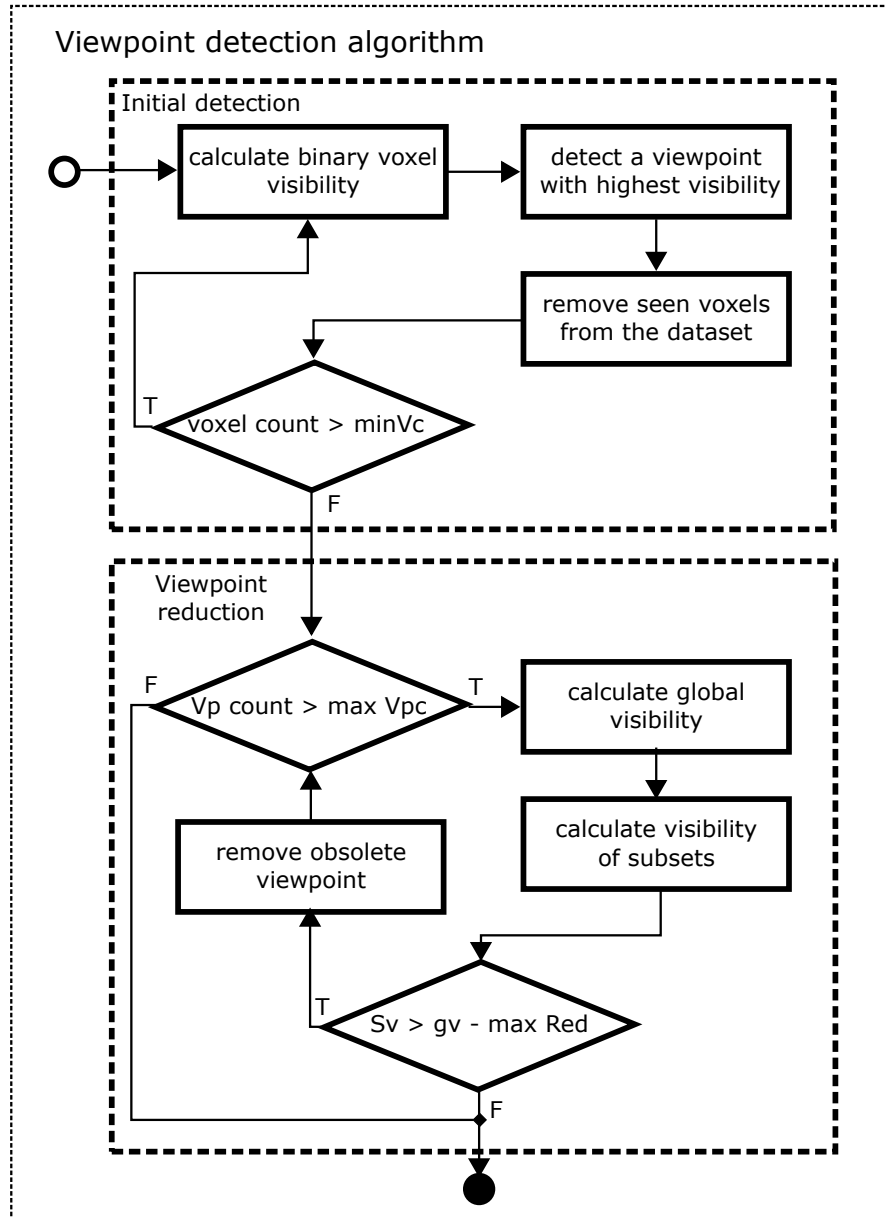 Viewpoint detection algorithm
Initial detection
calculate binary voxel
visibility
detect a viewpoint
with highest visibility
remove seen voxels
from the dataset
T
voxel count > minVc
F
Viewpoint
reduction
F
Vp count > max Vpc
T
calculate global
visibility
calculate visibility
of subsets
remove obsolete
viewpoint
T
Sv > gv - max Red
F